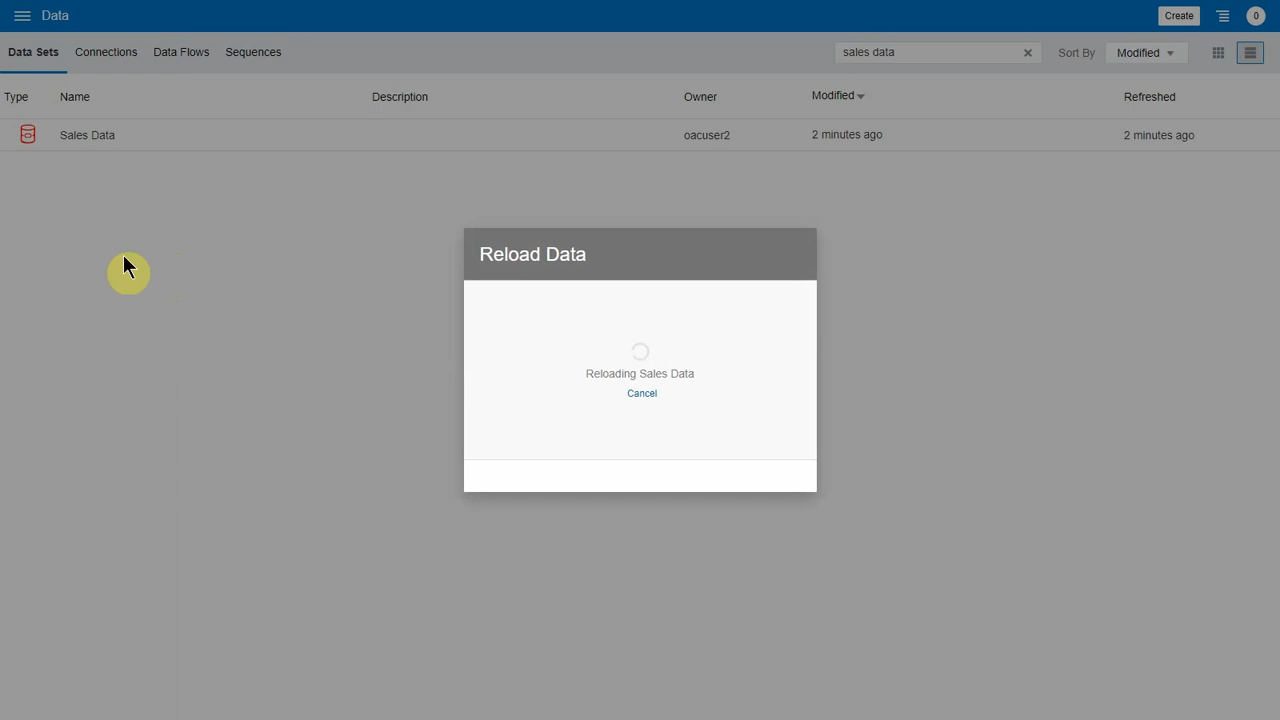 Data
Create
0
Data Sets Connections Data Flows Sequences
sales data
Sort By Modified
Type Name Description Owner Modified Refreshed
Sales Data oacuser2 2 minutes ago 2 minutes ago
Reload Data
Reloading Sales Data
Cancel